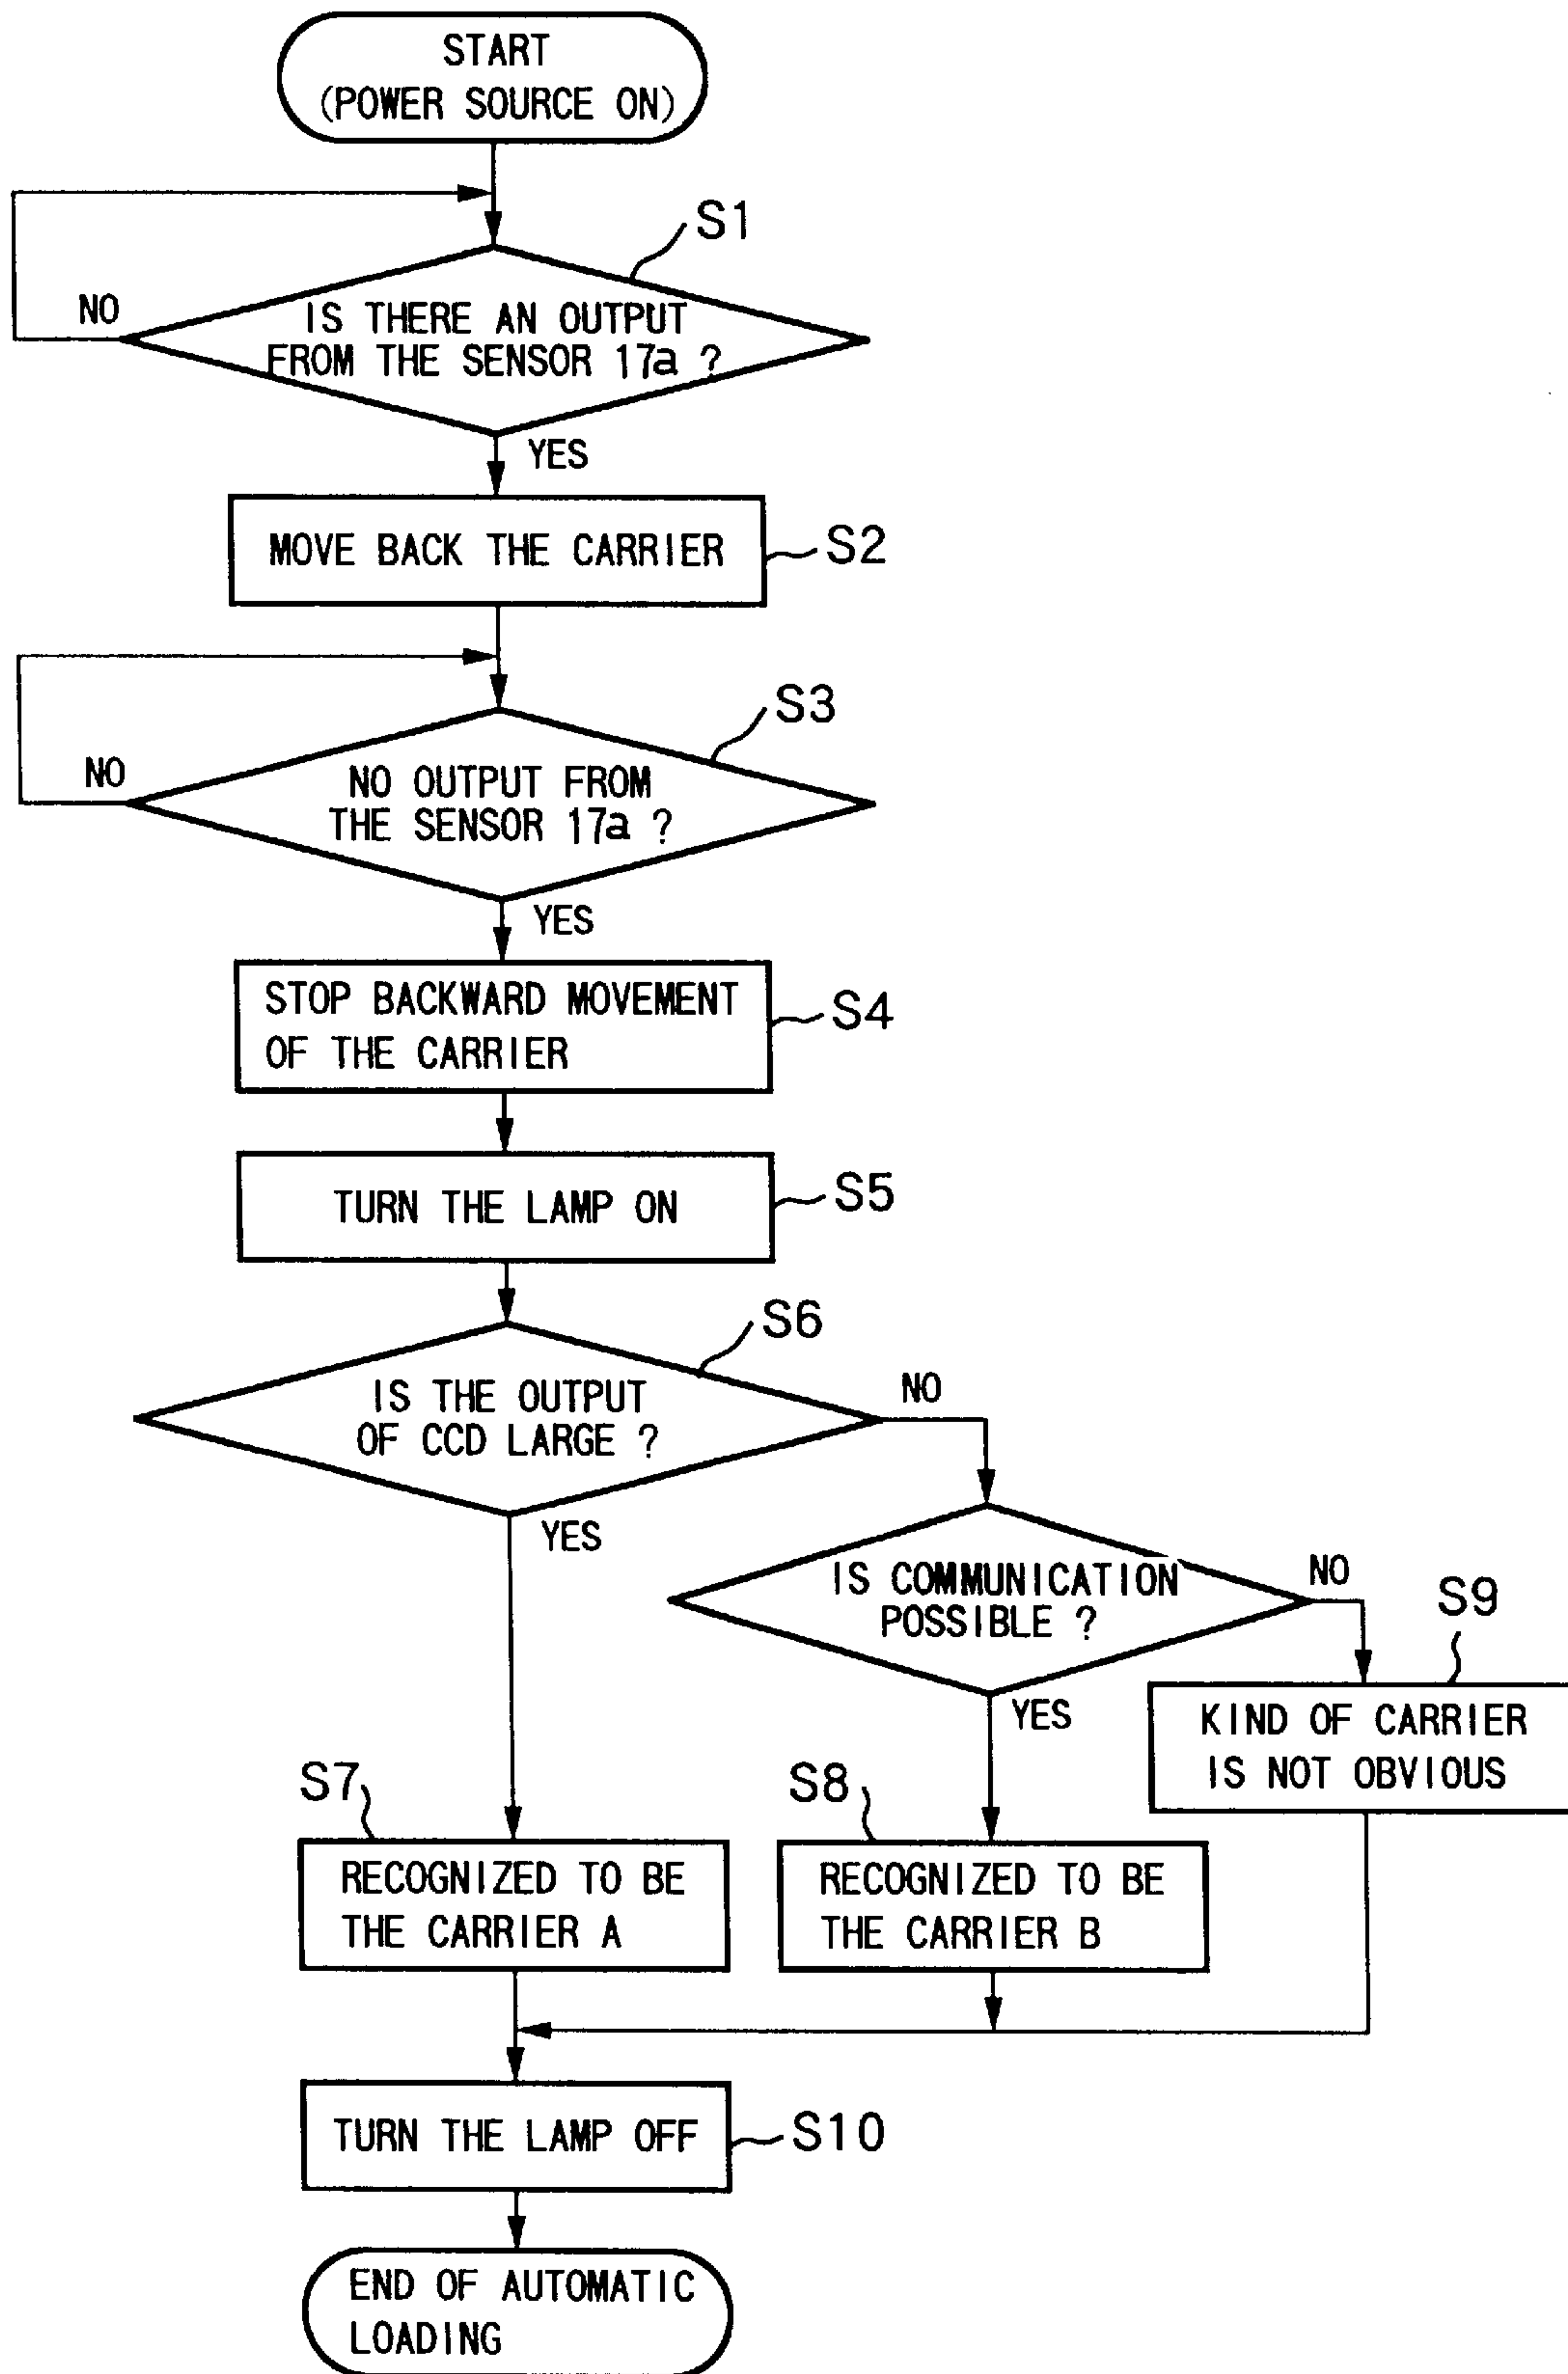 START
(POWER SOURCE ON)
S1
NO
IS THERE AN OUTPUT
FROM THE SENSOR 17a ?
YES
MOVE BACK THE CARRIER
S2
S3
NO
NO OUTPUT FROM
THE SENSOR 17a ?
YES
STOP BACKWARD MOVEMENT
OF THE CARRIER
S4
TURN THE LAMP ON
S5
S6
IS THE OUTPUT
OF CCD LARGE ?
NO
YES
IS COMMUNICATION
POSSIBLE ?
NO
S9
YES
KIND OF CARRIER
IS NOT OBVIOUS
S7
S8
RECOGNIZED TO BE
THE CARRIER A
RECOGNIZED TO BE
THE CARRIER B
TURN THE LAMP OFF
S10
END OF AUTOMATIC
LOADING